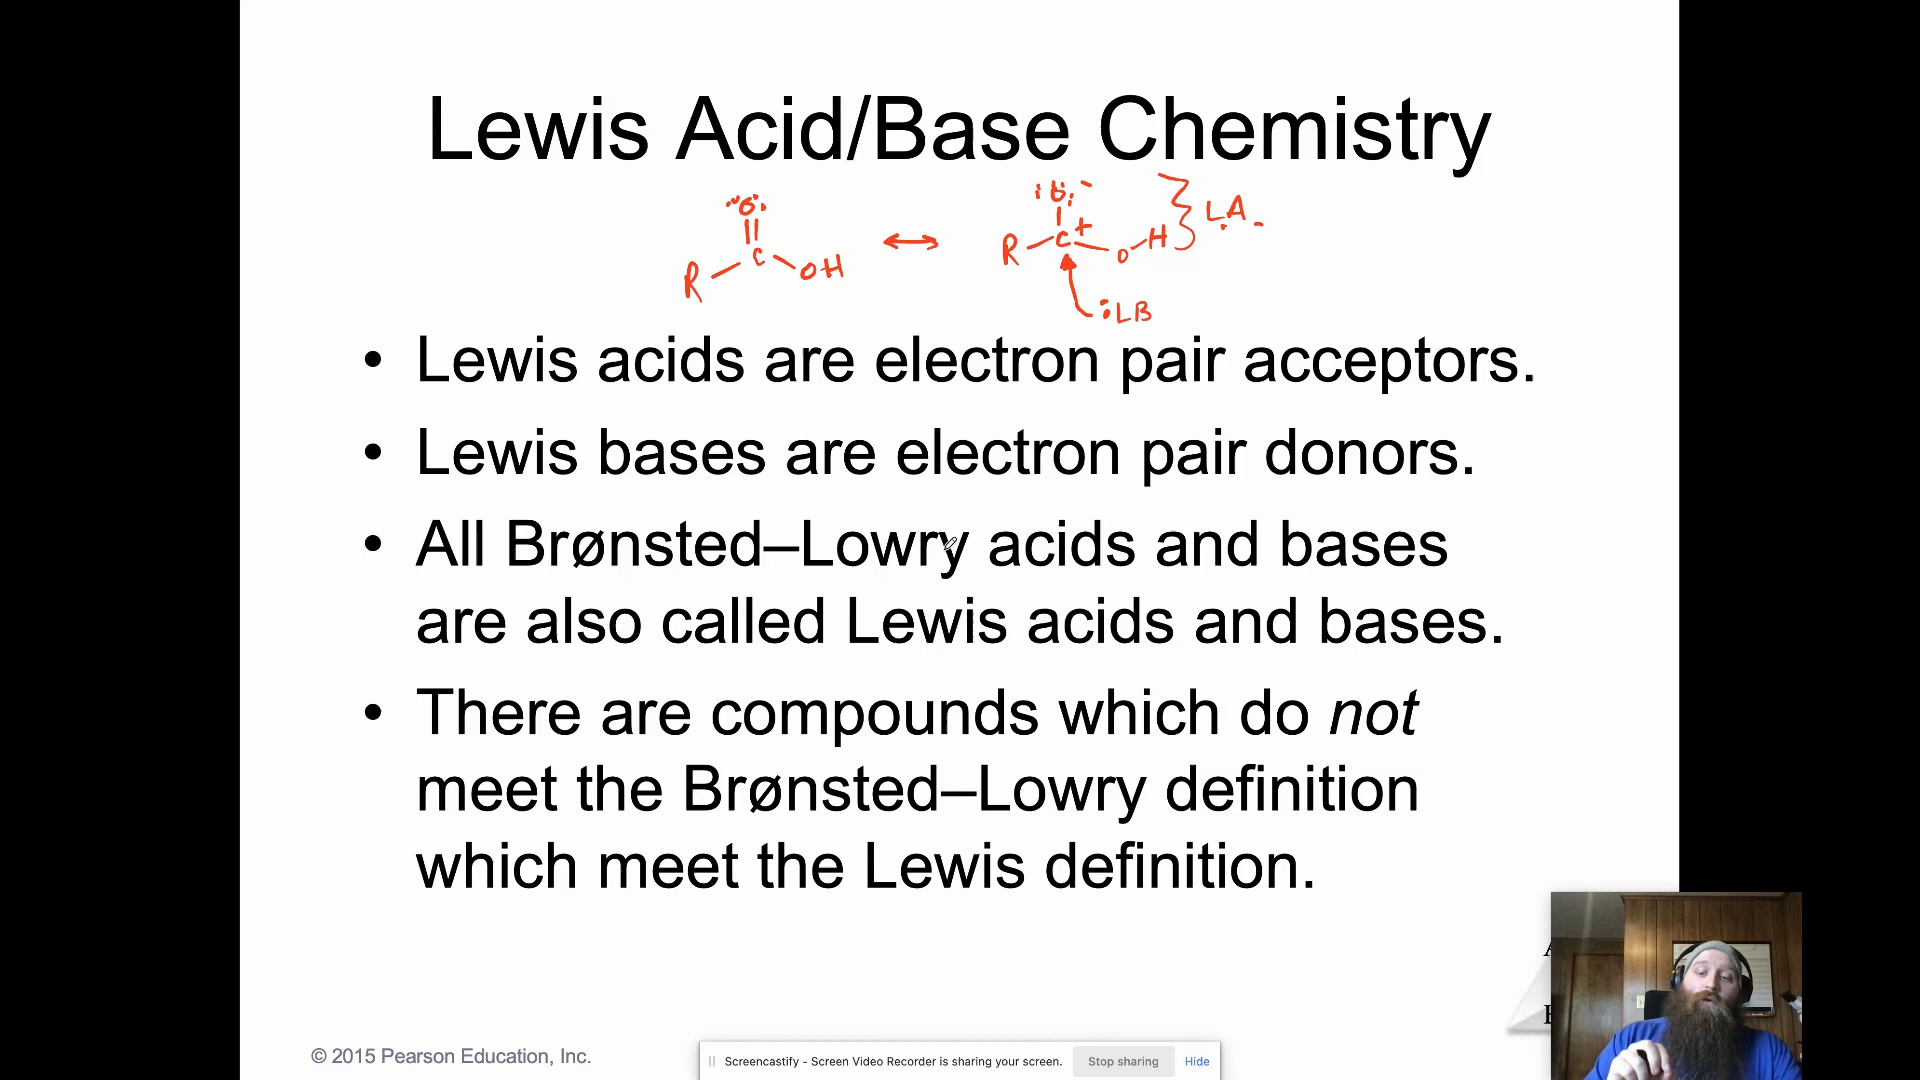 Lewis Acid/Base Chemistry
:O: :O: -
C R OH
R C + O H LA
:LB
• Lewis acids are electron pair acceptors.
• Lewis bases are electron pair donors.
• All Brønsted–Lowry acids and bases
are also called Lewis acids and bases.
• There are compounds which do not
meet the Brønsted–Lowry definition
which meet the Lewis definition.
© 2015 Pearson Education, Inc.
Screencastify - Screen Video Recorder is sharing your screen. Stop sharing Hide